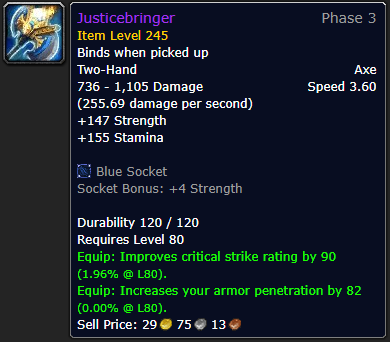 Justicebringer Phase 3
Item Level 245
Binds when picked up
Two-Hand Axe
736 - 1,105 Damage Speed 3.60
(255.69 damage per second)
+147 Strength
+155 Stamina
Blue Socket
Socket Bonus: +4 Strength
Durability 120 / 120
Requires Level 80
Equip: Improves critical strike rating by 90
(1.96% @ L80).
Equip: Increases your armor penetration by 82
(0.00% @ L80).
Sell Price: 29 75 13